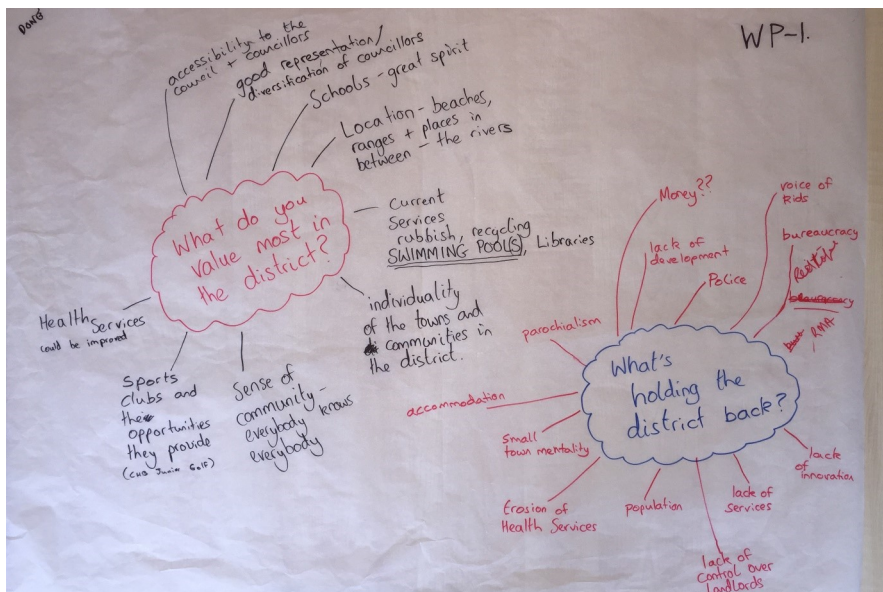 DONE
WP-1.
accessibility to the
council + councillors
good representation/
diversification of councillors
Schools - great spirit
Location - beaches,
ranges + places in
between - the rivers
What do you
value most in
the district?
Current
Services
rubbish, recycling
SWIMMING POOL(S), Libraries
individuality
of the towns and
communities in
the district.
Health Services
could be improved
Sports
clubs and
the
opportunities
they provide
(CHB Junior Golf)
Sense of
community -
everybody knows
everybody
What's
holding the
district back?
Money??
voice of
kids
bureaucracy
RMA
lack of
development
Police
parochialism
accommodation
small
town mentality
Erosion of
Health Services
population
lack of
services
lack
of innovation
lack of
control over
landlords